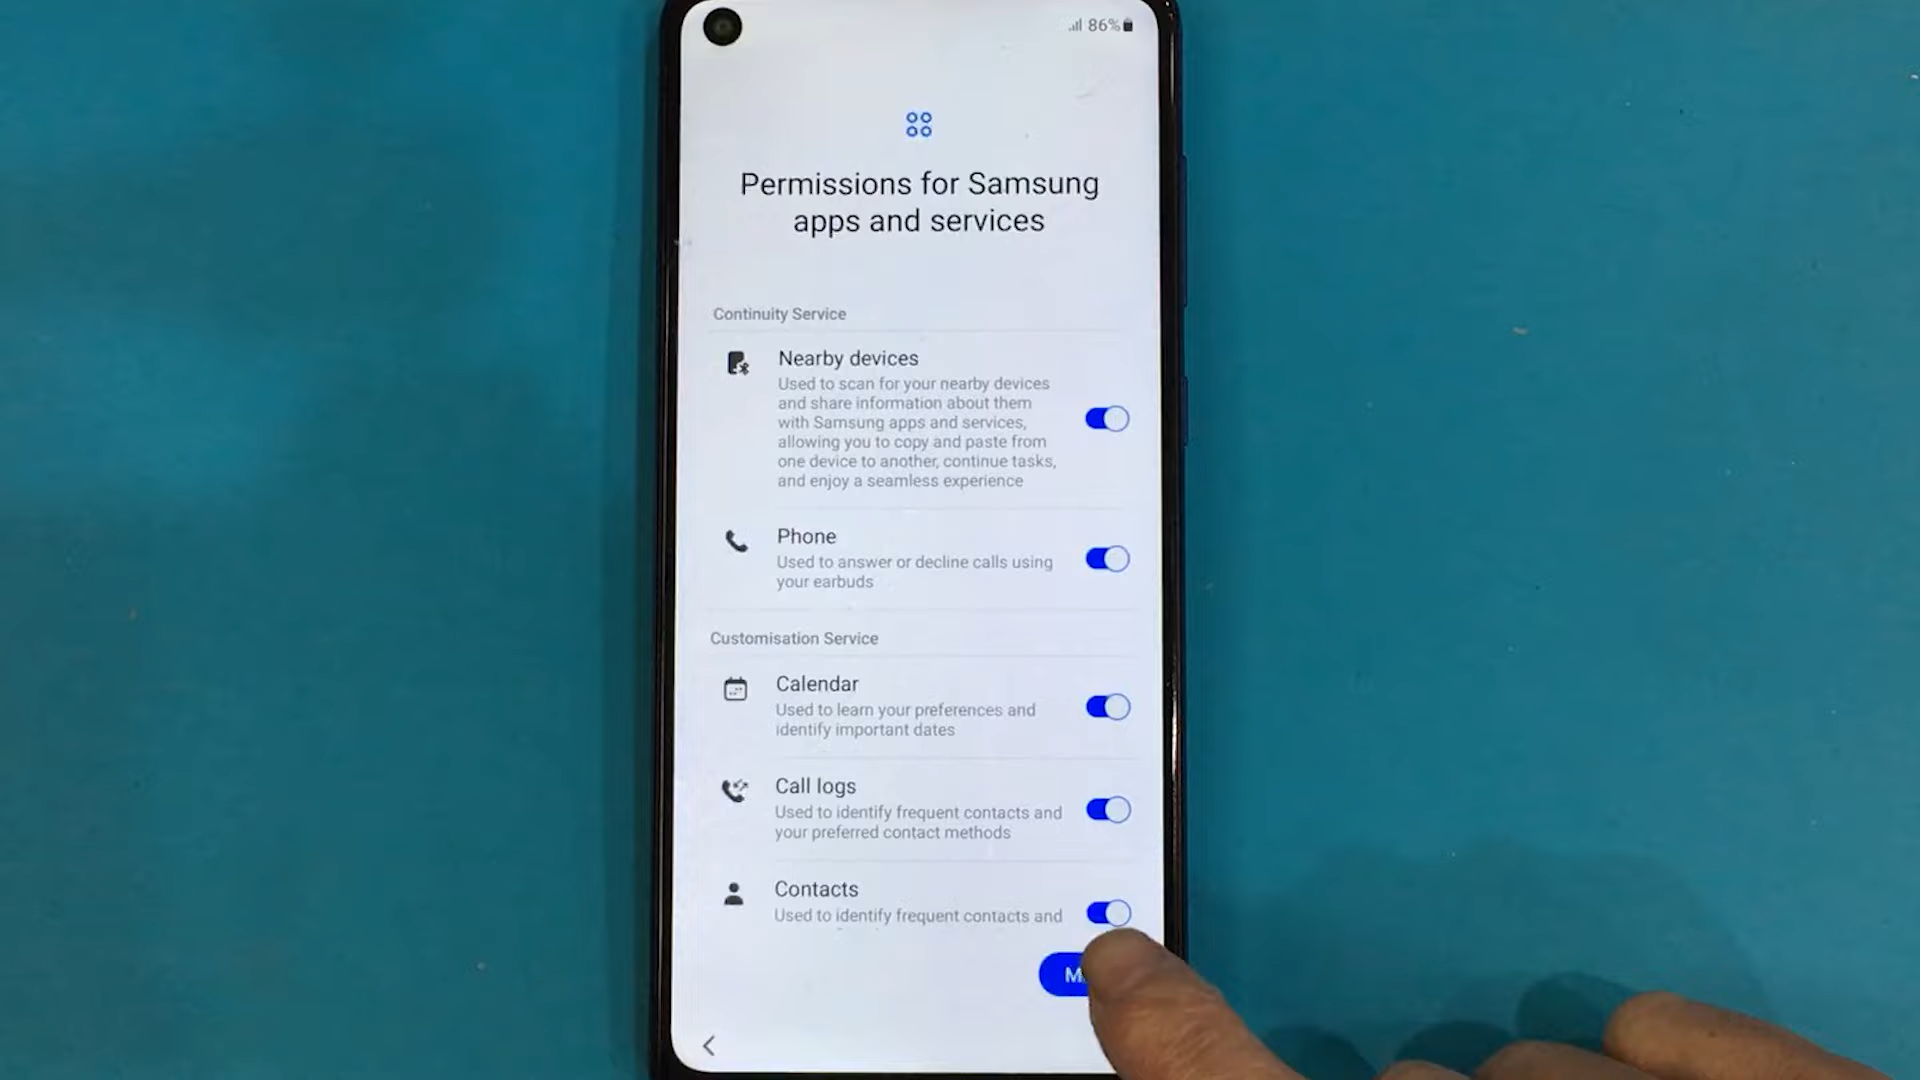 86%
Permissions for Samsung
apps and services
Continuity Service
Nearby devices
Used to scan for your nearby devices
and share information about them
with Samsung apps and services,
allowing you to copy and paste from
one device to another, continue tasks,
and enjoy a seamless experience
Phone
Used to answer or decline calls using
your earbuds
Customisation Service
Calendar
Used to learn your preferences and
identify important dates
Call logs
Used to identify frequent contacts and
your preferred contact methods
Contacts
Used to identify frequent contacts and